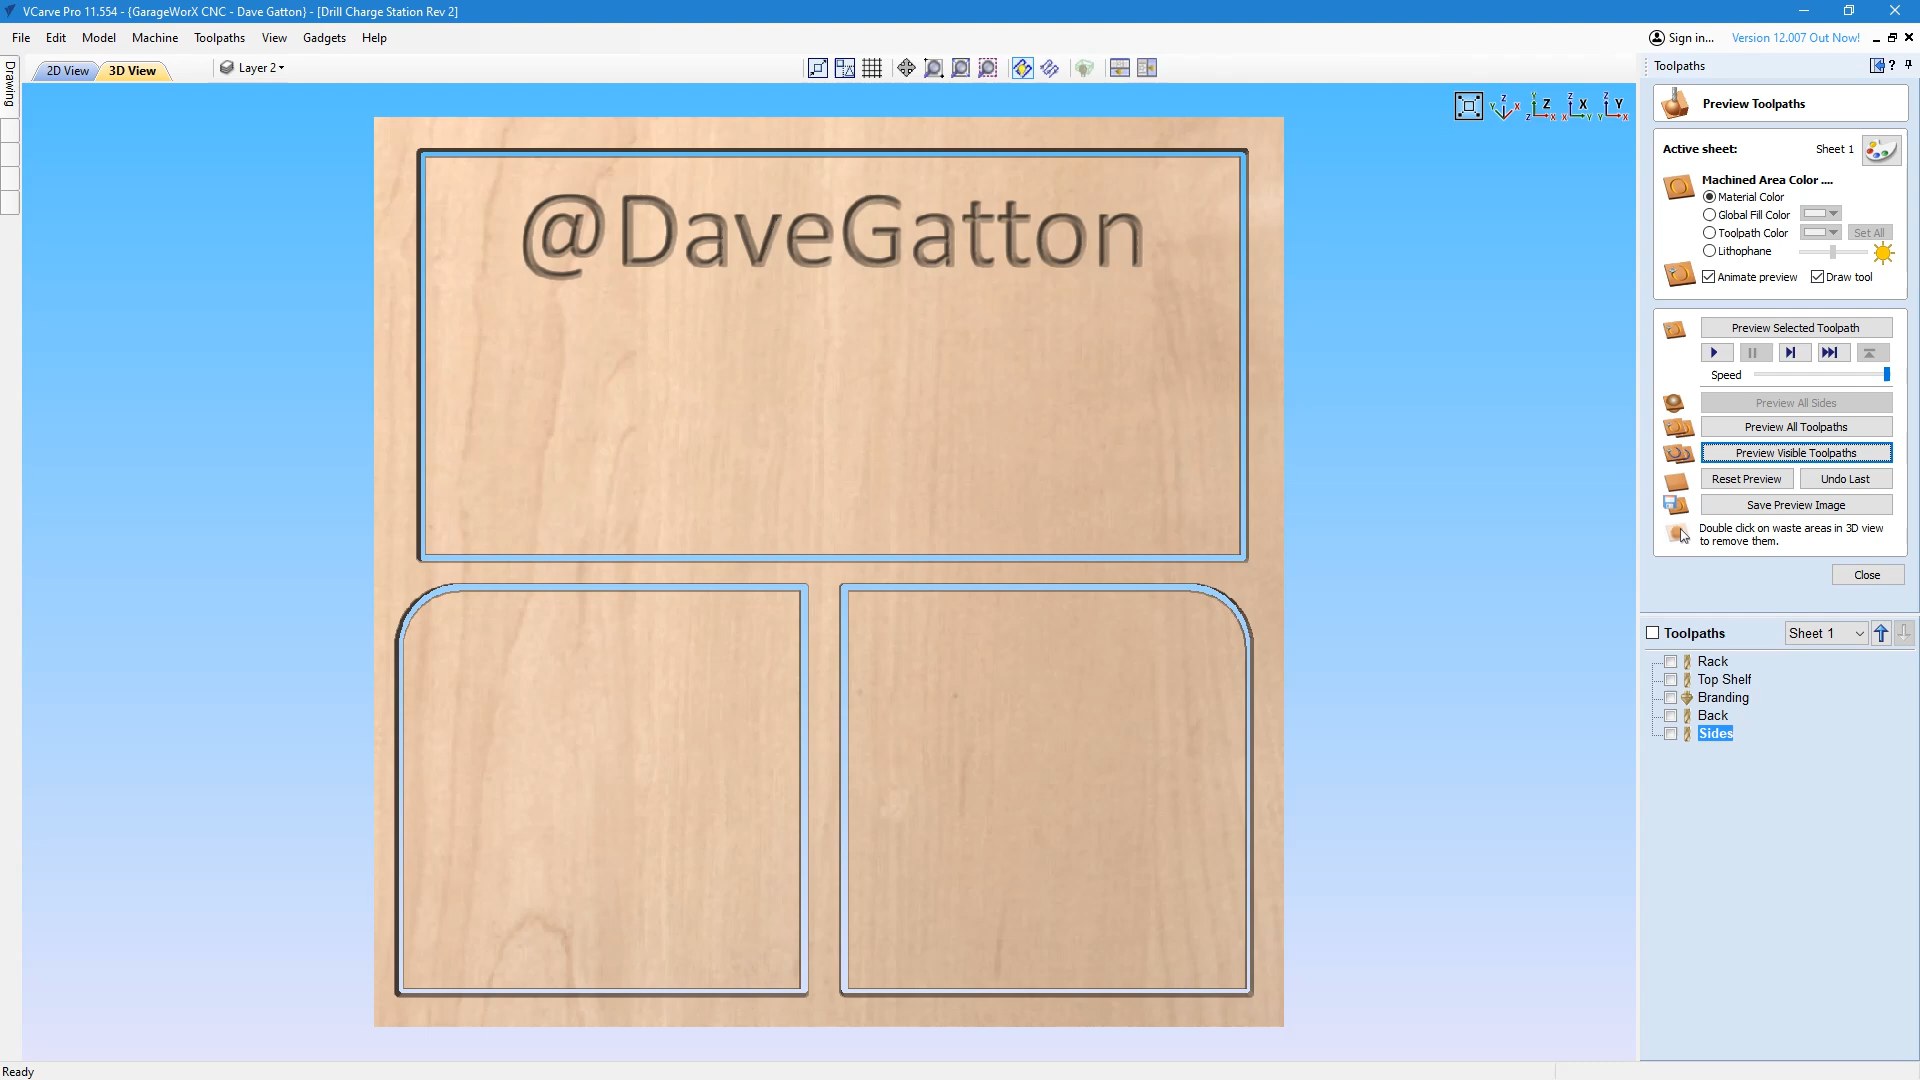 VCarve Pro 11.554 - {GarageWorX CNC - Dave Gatton} - [Drill Charge Station Rev 2]
File Edit Model Machine Toolpaths View Gadgets Help
Sign in... Version 12.007 Out Now!
Drawing
2D View 3D View Layer 2
Toolpaths
Preview Toolpaths
@DaveGatton
Active sheet: Sheet 1
Machined Area Color ....
Material Color
Global Fill Color
Toolpath Color Set All
Lithophane
Animate preview Draw tool
Preview Selected Toolpath
Speed
Preview All Sides
Preview All Toolpaths
Preview Visible Toolpaths
Reset Preview Undo Last
Save Preview Image
Double click on waste areas in 3D view
to remove them.
Close
Toolpaths Sheet 1
Rack
Top Shelf
Branding
Back
Sides
Ready